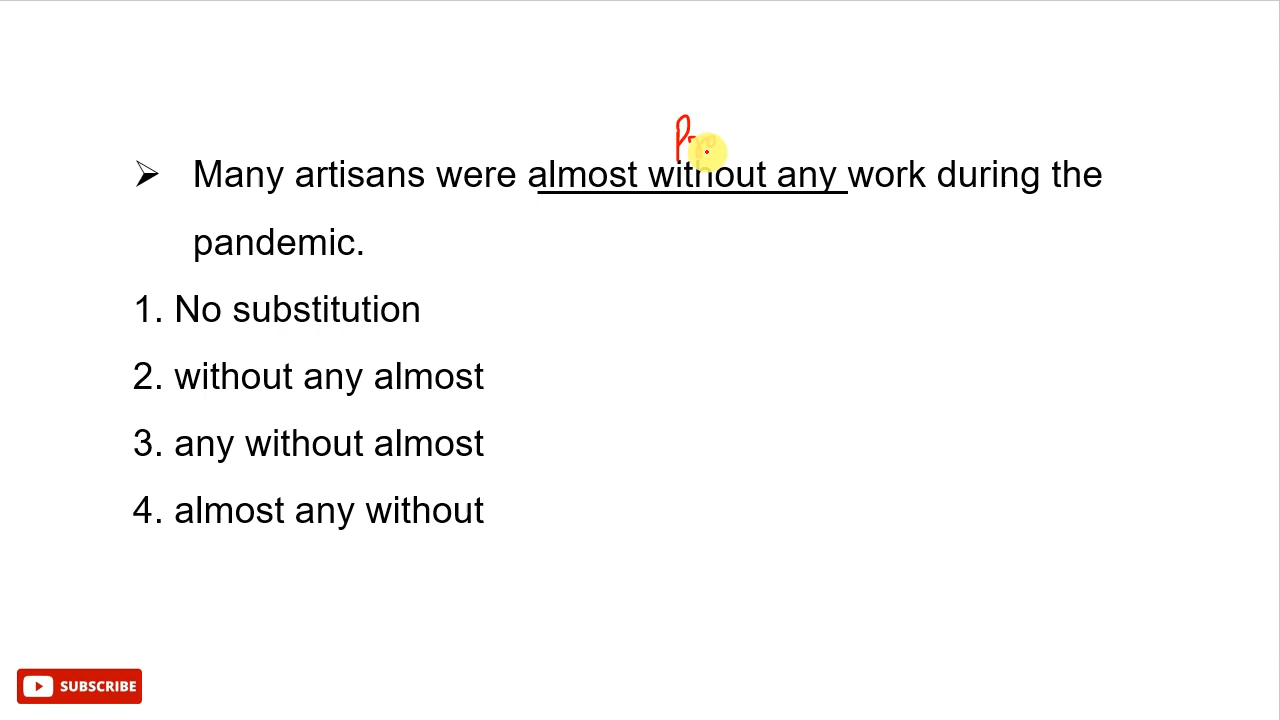 Pre
➢ Many artisans were almost without any work during the
pandemic.
1. No substitution
2. without any almost
3. any without almost
4. almost any without
SUBSCRIBE